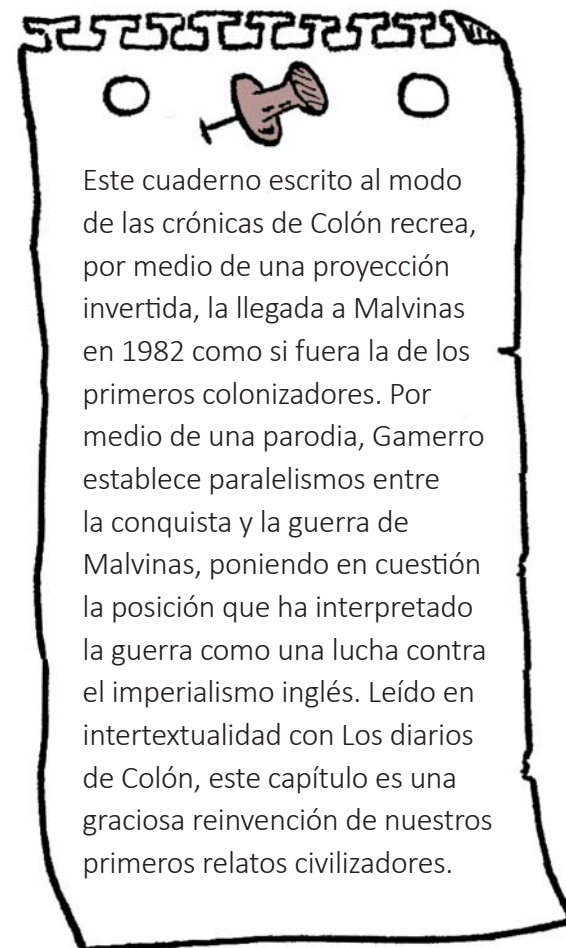 Este cuaderno escrito al modo
de las crónicas de Colón recrea,
por medio de una proyección
invertida, la llegada a Malvinas
en 1982 como si fuera la de los
primeros colonizadores. Por
medio de una parodia, Gamerro
establece paralelismos entre
la conquista y la guerra de
Malvinas, poniendo en cuestión
la posición que ha interpretado
la guerra como una lucha contra
el imperialismo inglés. Leído en
intertextualidad con Los diarios
de Colón, este capítulo es una
graciosa reinvención de nuestros
primeros relatos civilizadores.